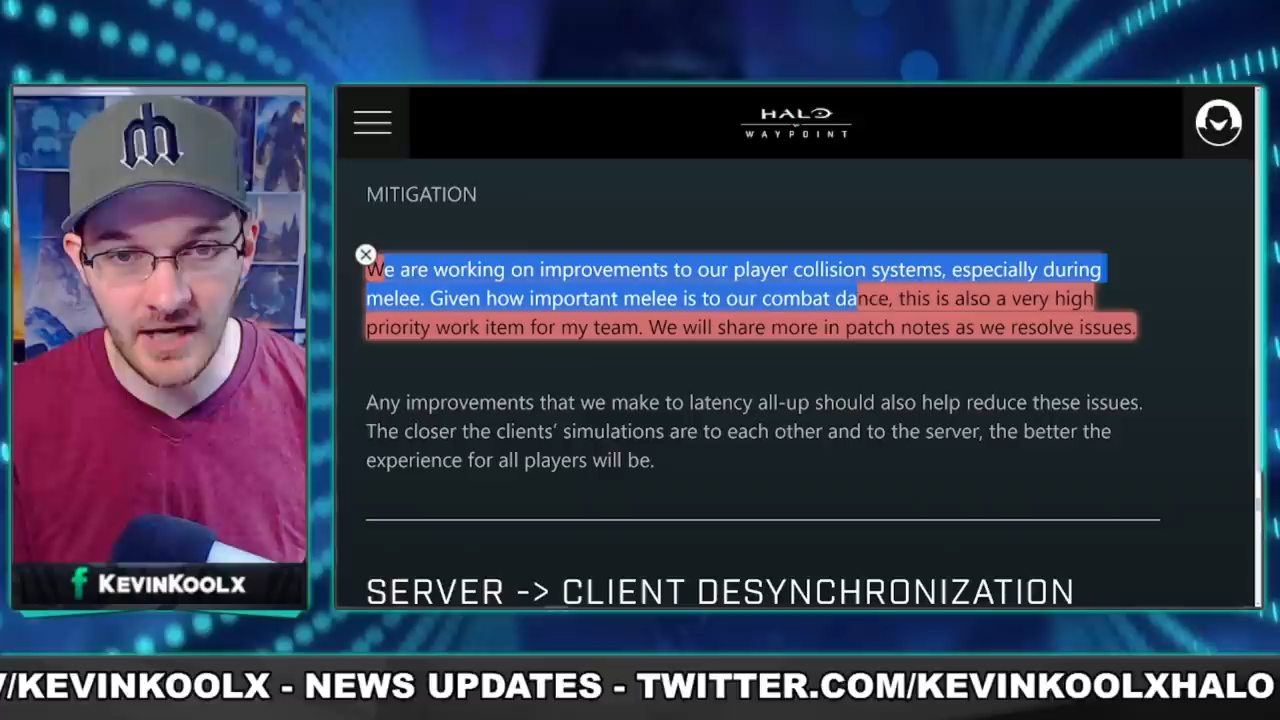 HALO
WAYPOINT
MITIGATION
We are working on improvements to our player collision systems, especially during
melee. Given how important melee is to our combat dance, this is also a very high
priority work item for my team. We will share more in patch notes as we resolve issues.
Any improvements that we make to latency all-up should also help reduce these issues.
The closer the clients’ simulations are to each other and to the server, the better the
experience for all players will be.
SERVER -> CLIENT DESYNCHRONIZATION
f KEVINKOOLX
/KEVINKOOLX - NEWS UPDATES - TWITTER.COM/KEVINKOOLXHALO